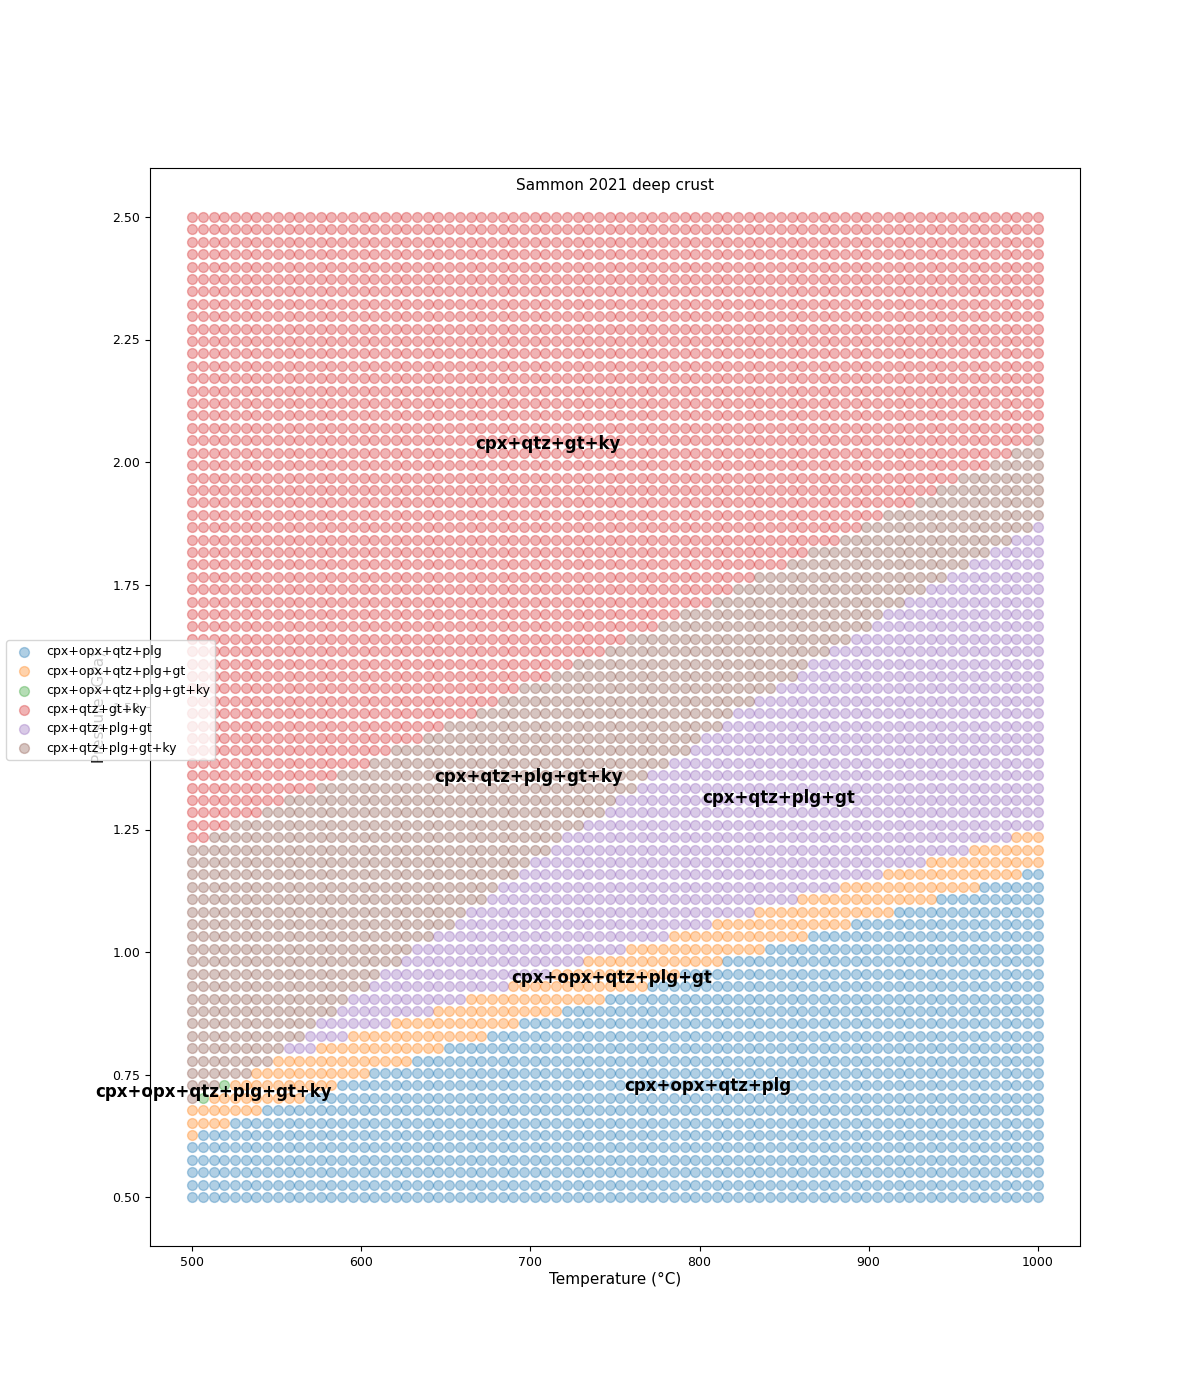 Sammon 2021 deep crust
2.50
2.25
cpx+qtz+gt+ky
2.00
1.75
cpx+opx+qtz+plg
cpx+opx+qtz+plg+gt
cpx+opx+qtz+plg+gt+ky
cpx+qtz+gt+ky
cpx+qtz+plg+gt
cpx+qtz+plg+gt+ky
cpx+qtz+plg+gt+ky
cpx+qtz+plg+gt
1.25
1.00
cpx+opx+qtz+plg+gt
0.75
cpx+opx+qtz+plg+gt+ky
cpx+opx+qtz+plg
0.50
500 600 700 800 900 1000
Temperature (°C)